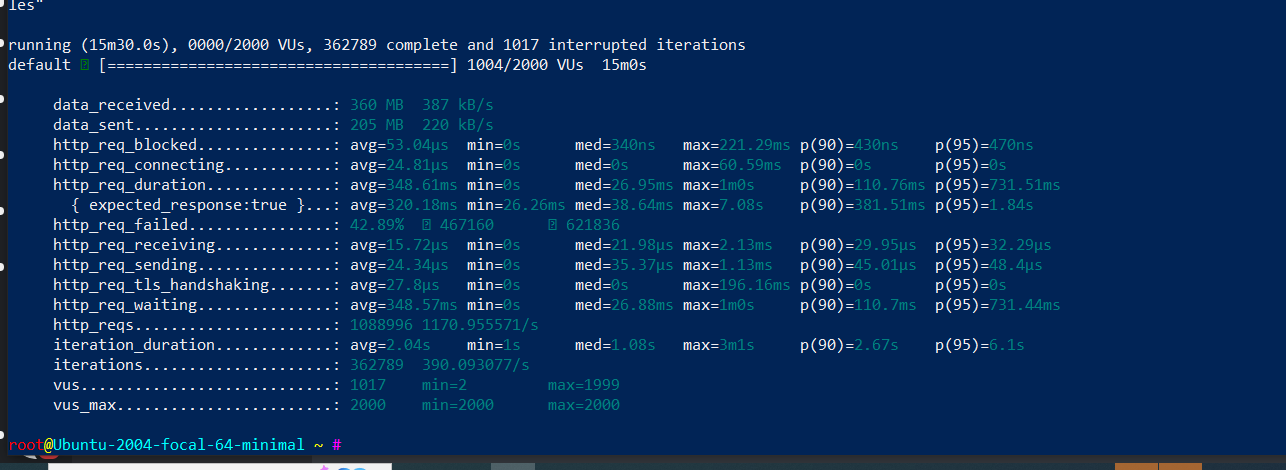 les"
running (15m30.0s), 0000/2000 VUs, 362789 complete and 1017 interrupted iterations
default [======================================] 1004/2000 VUs  15m0s
data_received..................: 360 MB  387 kB/s
data_sent......................: 205 MB  220 kB/s
http_req_blocked...............: avg=53.04µs  min=0s      med=340ns   max=221.29ms p(90)=430ns    p(95)=470ns
http_req_connecting............: avg=24.81µs  min=0s      med=0s      max=60.59ms  p(90)=0s       p(95)=0s
http_req_duration..............: avg=348.61ms min=0s      med=26.95ms max=1m0s     p(90)=110.76ms p(95)=731.51ms
{ expected_response:true }...: avg=320.18ms min=26.26ms med=38.64ms max=7.08s    p(90)=381.51ms p(95)=1.84s
http_req_failed................: 42.89%  467160      621836
http_req_receiving.............: avg=15.72µs  min=0s      med=21.98µs max=2.13ms   p(90)=29.95µs  p(95)=32.29µs
http_req_sending...............: avg=24.34µs  min=0s      med=35.37µs max=1.13ms   p(90)=45.01µs  p(95)=48.4µs
http_req_tls_handshaking.......: avg=27.8µs   min=0s      med=0s      max=196.16ms p(90)=0s       p(95)=0s
http_req_waiting...............: avg=348.57ms min=0s      med=26.88ms max=1m0s     p(90)=110.7ms  p(95)=731.44ms
http_reqs......................: 1088996 1170.955571/s
iteration_duration.............: avg=2.04s    min=1s      med=1.08s   max=3m1s     p(90)=2.67s    p(95)=6.1s
iterations.....................: 362789  390.093077/s
vus............................: 1017    min=2         max=1999
vus_max........................: 2000    min=2000      max=2000
root@Ubuntu-2004-focal-64-minimal ~ #